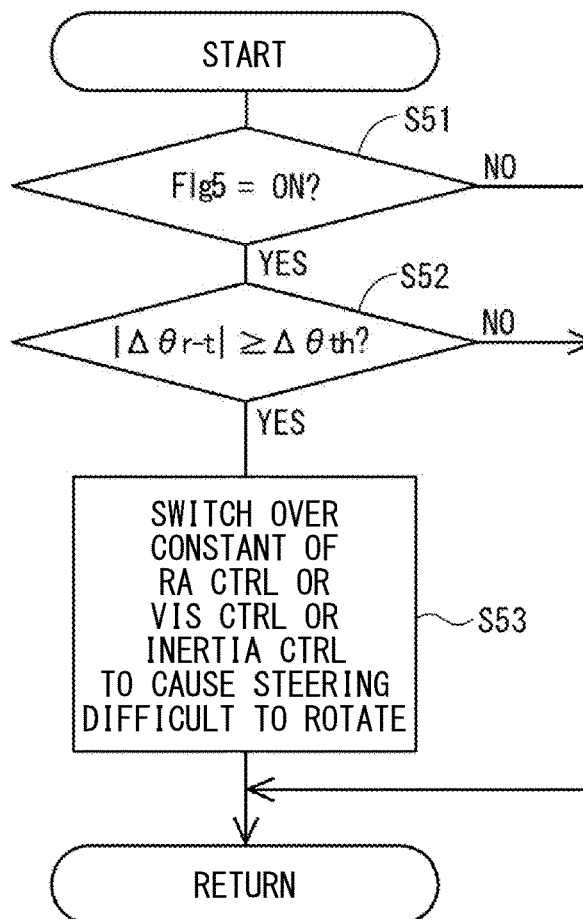 START
S51
Flg5 = ON?
NO
YES
S52
|Δθr-t| ≥ Δθth?
NO
YES
SWITCH OVER
CONSTANT OF
RA CTRL OR
VIS CTRL OR
INERTIA CTRL
TO CAUSE STEERING
DIFFICULT TO ROTATE
S53
RETURN